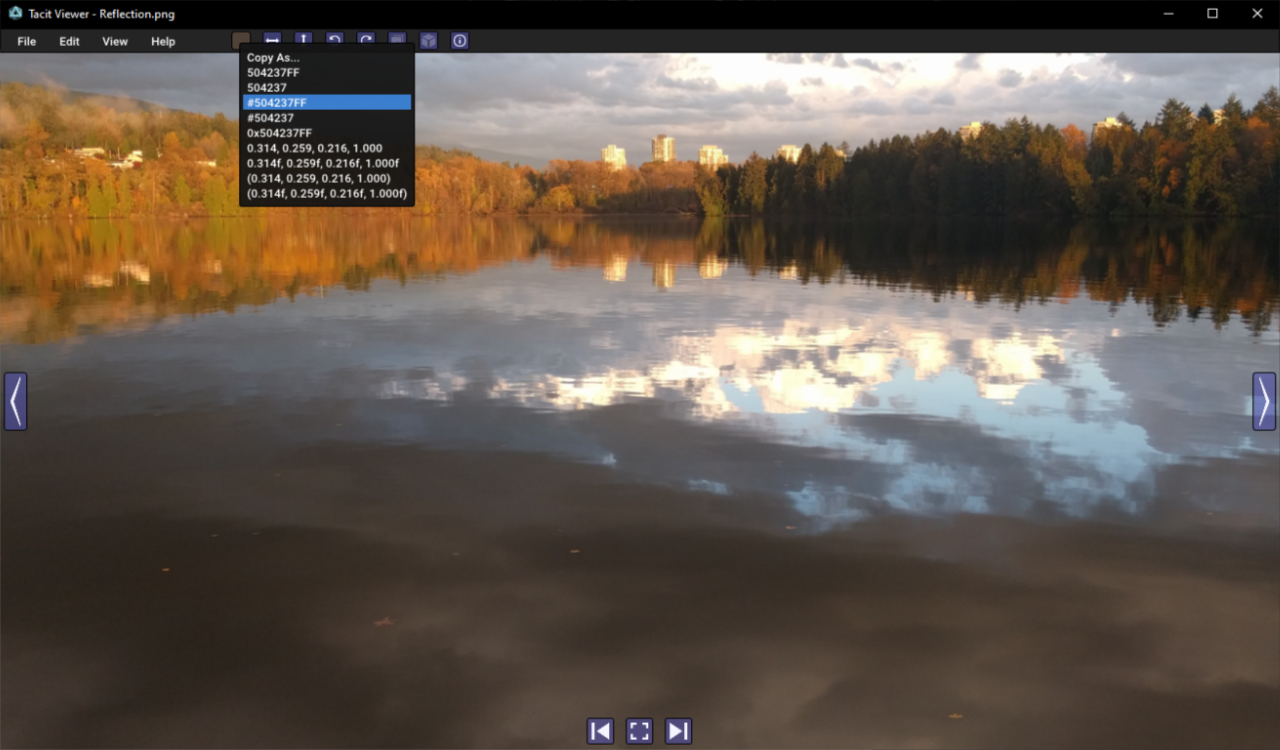 Tacit Viewer - Reflection.png
File Edit View Help
Copy As...
504237FF
504237
#504237FF
#504237
0x504237FF
0.314, 0.259, 0.216, 1.000
0.314f, 0.259f, 0.216f, 1.000f
(0.314, 0.259, 0.216, 1.000)
(0.314f, 0.259f, 0.216f, 1.000f)